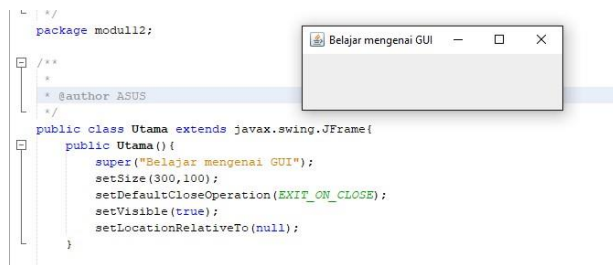 */
package modul12;
Belajar mengenai GUI
/**
*
* @author ASUS
*/
public class Utama extends javax.swing.JFrame{
public Utama(){
super("Belajar mengenai GUI");
setSize(300,100);
setDefaultCloseOperation(EXIT_ON_CLOSE);
setVisible(true);
setLocationRelativeTo(null);
}